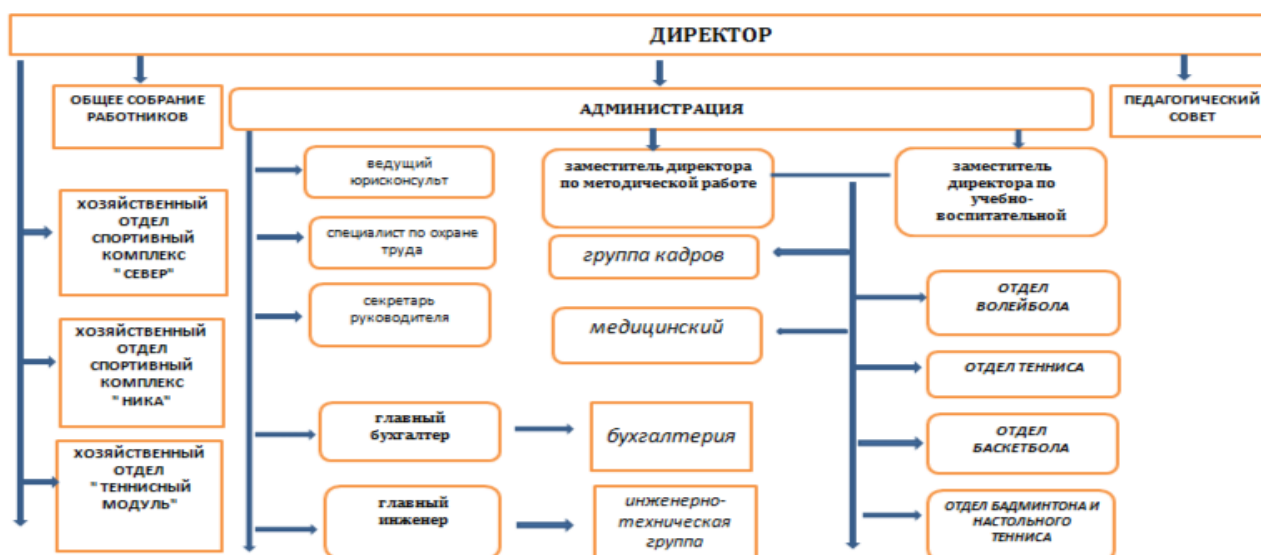 ДИРЕКТОР
ОБЩЕЕ СОБРАНИЕ
РАБОТНИКОВ
АДМИНИСТРАЦИЯ
ПЕДАГОГИЧЕСКИЙ
СОВЕТ
ХОЗЯЙСТВЕННЫЙ
ОТДЕЛ
СПОРТИВНЫЙ
КОМПЛЕКС
" СЕВЕР"
ХОЗЯЙСТВЕННЫЙ
ОТДЕЛ
СПОРТИВНЫЙ
КОМПЛЕКС
"НИКА"
ХОЗЯЙСТВЕННЫЙ
ОТДЕЛ
" ТЕННИСНЫЙ
МОДУЛЬ"
ведущий
юрисконсульт
специалист по охране
труда
секретарь
руководителя
главный
бухгалтер
главный
инженер
заместитель директора
по методической работе
группа кадров
медицинский
бухгалтерия
инженерно-
техническая
группа
заместитель
директора по
учебно-
воспитательной
ОТДЕЛ
ВОЛЕЙБОЛА
ОТДЕЛ ТЕННИСА
ОТДЕЛ
БАСКЕТБОЛА
ОТДЕЛ БАДМИНТОНА И
НАСТОЛЬНОГО
ТЕННИСА